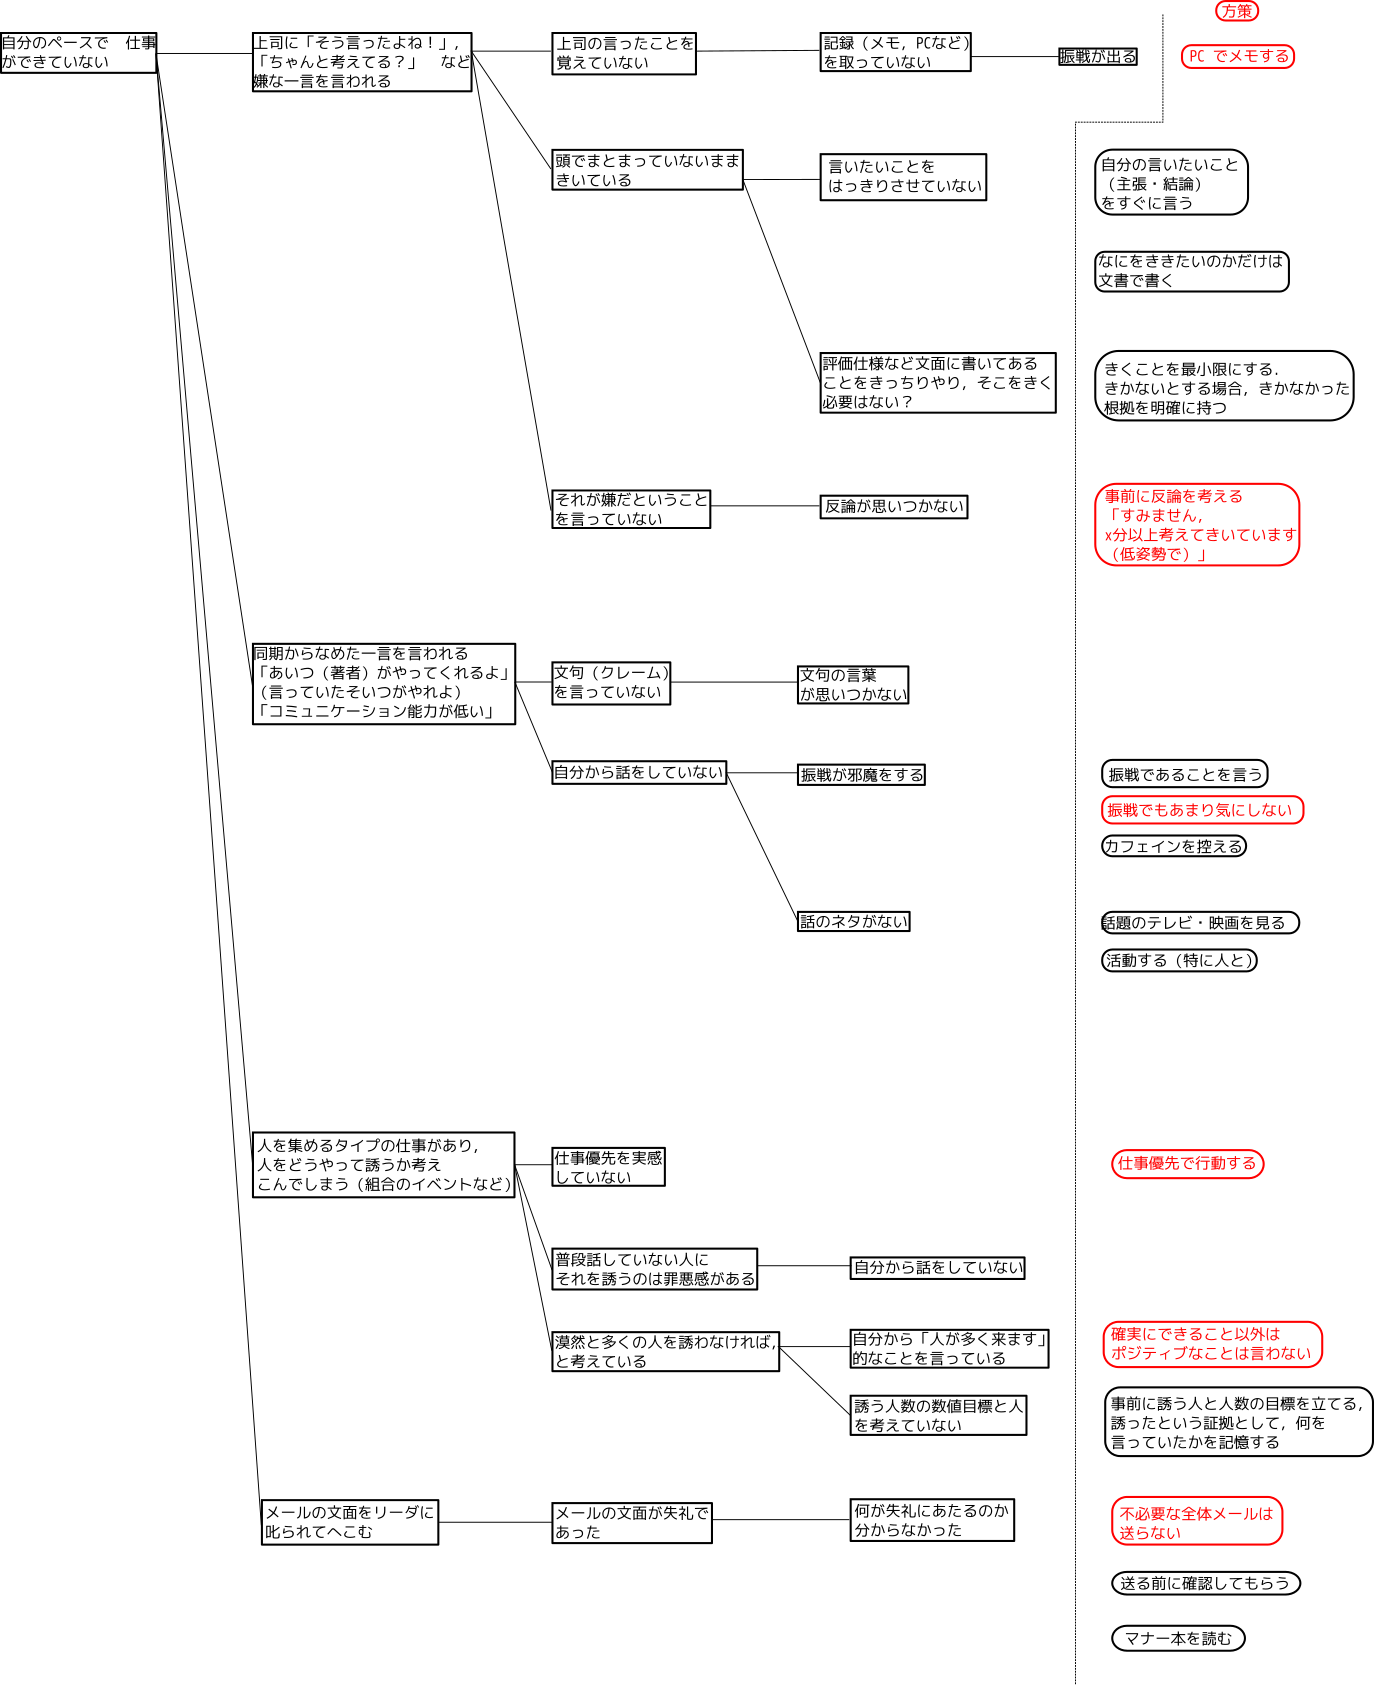 方策
自分のペースで　仕事
ができていない
上司に「そう言ったよね！」，
「ちゃんと考えてる？」　など
嫌な一言を言われる
上司の言ったことを
覚えていない
記録（メモ，PCなど）
を取っていない
振戦が出る
PC でメモする
頭でまとまっていないまま
きいている
言いたいことを
はっきりさせていない
自分の言いたいこと
（主張・結論）
をすぐに言う
なにをききたいのかだけは
文書で書く
評価仕様など文面に書いてある
ことをきっちりやり，そこをきく
必要はない？
きくことを最小限にする．
きかないとする場合，きかなかった
根拠を明確に持つ
それが嫌だということ
を言っていない
反論が思いつかない
事前に反論を考える
「すみません，
x分以上考えてきいています
（低姿勢で）」
同期からなめた一言を言われる
「あいつ（著者）がやってくれるよ」
（言っていたそいつがやれよ）
「コミュニケーション能力が低い」
文句（クレーム）
を言っていない
文句の言葉
が思いつかない
自分から話をしていない
振戦が邪魔をする
振戦であることを言う
振戦でもあまり気にしない
カフェインを控える
話のネタがない
話題のテレビ・映画を見る
活動する（特に人と）
人を集めるタイプの仕事があり，
人をどうやって誘うか考え
こんでしまう（組合のイベントなど）
仕事優先を実感
していない
仕事優先で行動する
普段話していない人に
それを誘うのは罪悪感がある
自分から話をしていない
漠然と多くの人を誘わなければ，
と考えている
自分から「人が多く来ます」
的なことを言っている
確実にできること以外は
ポジティブなことは言わない
誘う人数の数値目標と人
を考えていない
事前に誘う人と人数の目標を立てる，
誘ったという証拠として，何を
言っていたかを記憶する
メールの文面をリーダに
叱られてへこむ
メールの文面が失礼で
あった
何が失礼にあたるのか
分からなかった
不必要な全体メールは
送らない
送る前に確認してもらう
マナー本を読む